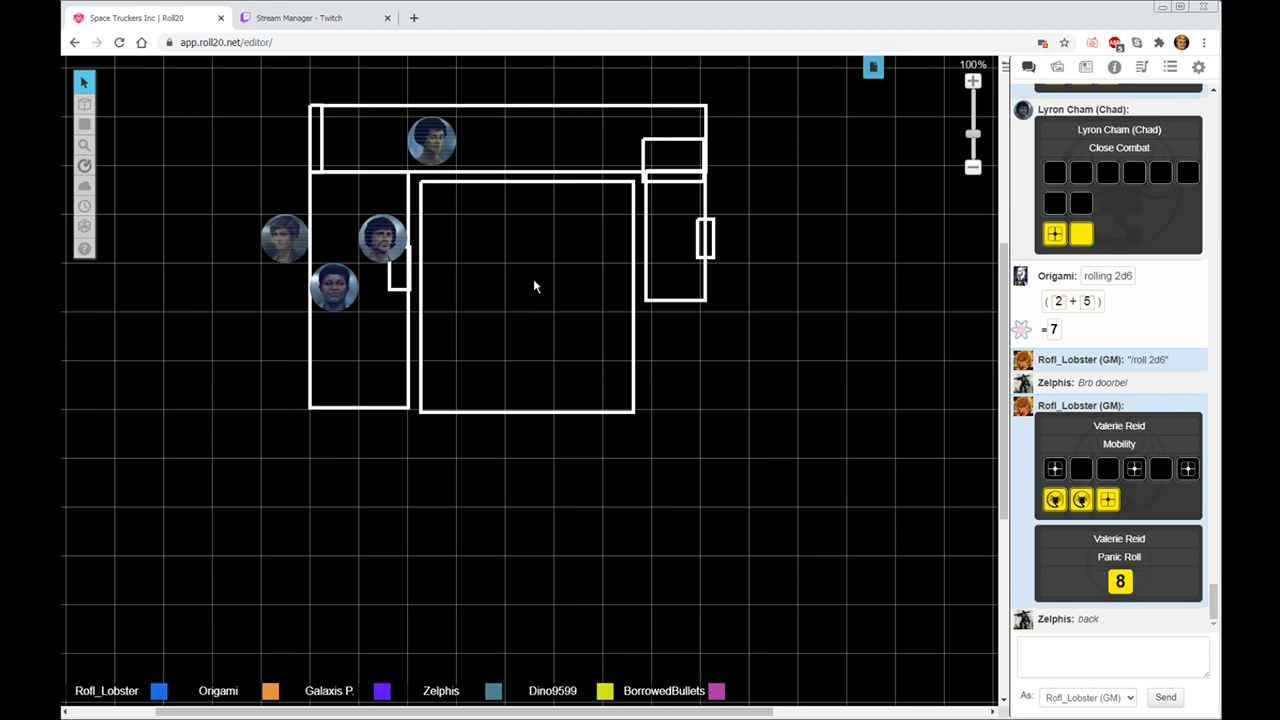 Space Truckers Inc | Roll20
Stream Manager - Twitch
app.roll20.net/editor/
5
100%
Lyron Cham (Chad):
Lyron Cham (Chad)
Close Combat
Origami: rolling 2d6
( 2 + 5 )
= 7
Rofl_Lobster (GM): "/roll 2d6"
Zelphis: Brb doorbel
Rofl_Lobster (GM):
Valerie Reid
Mobility
Valerie Reid
Panic Roll
8
Zelphis: back
Rofl_Lobster
Origami
Galaxis P.
Zelphis
Dino9599
BorrowedBullets
As: Rofl_Lobster (GM)
Send